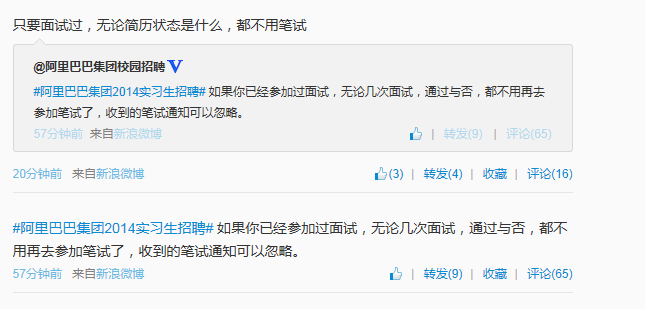 只要面试过，无论简历状态是什么，都不用笔试
@阿里巴巴集团校园招聘
#阿里巴巴集团2014实习生招聘# 如果你已经参加过面试，无论几次面试，通过与否，都不用再去
参加笔试了，收到的笔试通知可以忽略。
57分钟前 来自新浪微博 | 转发(9) | 评论(65)
20分钟前 来自新浪微博 (3) | 转发(4) | 收藏 | 评论(16)
#阿里巴巴集团2014实习生招聘# 如果你已经参加过面试，无论几次面试，通过与否，都不
用再去参加笔试了，收到的笔试通知可以忽略。
57分钟前 来自新浪微博 | 转发(9) | 收藏 | 评论(65)